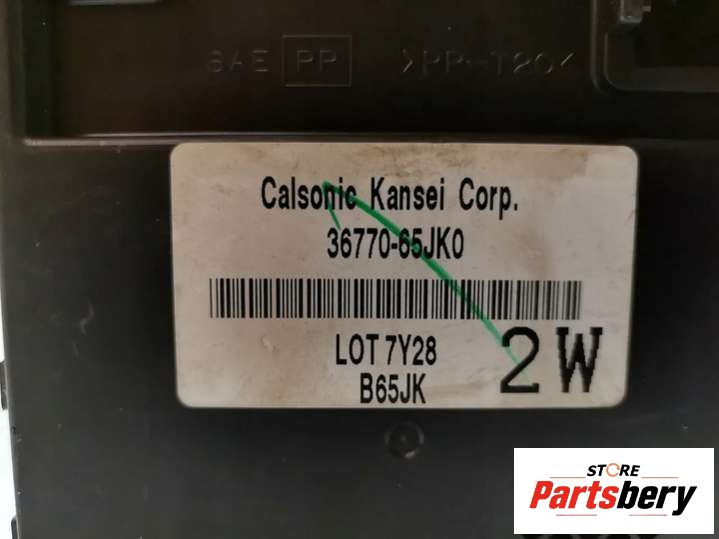 SAE PP >PP-T20<
Calsonic Kansei Corp.
36770-65JK0
LOT 7Y28
2W
B65JK
STORE
Partsbery